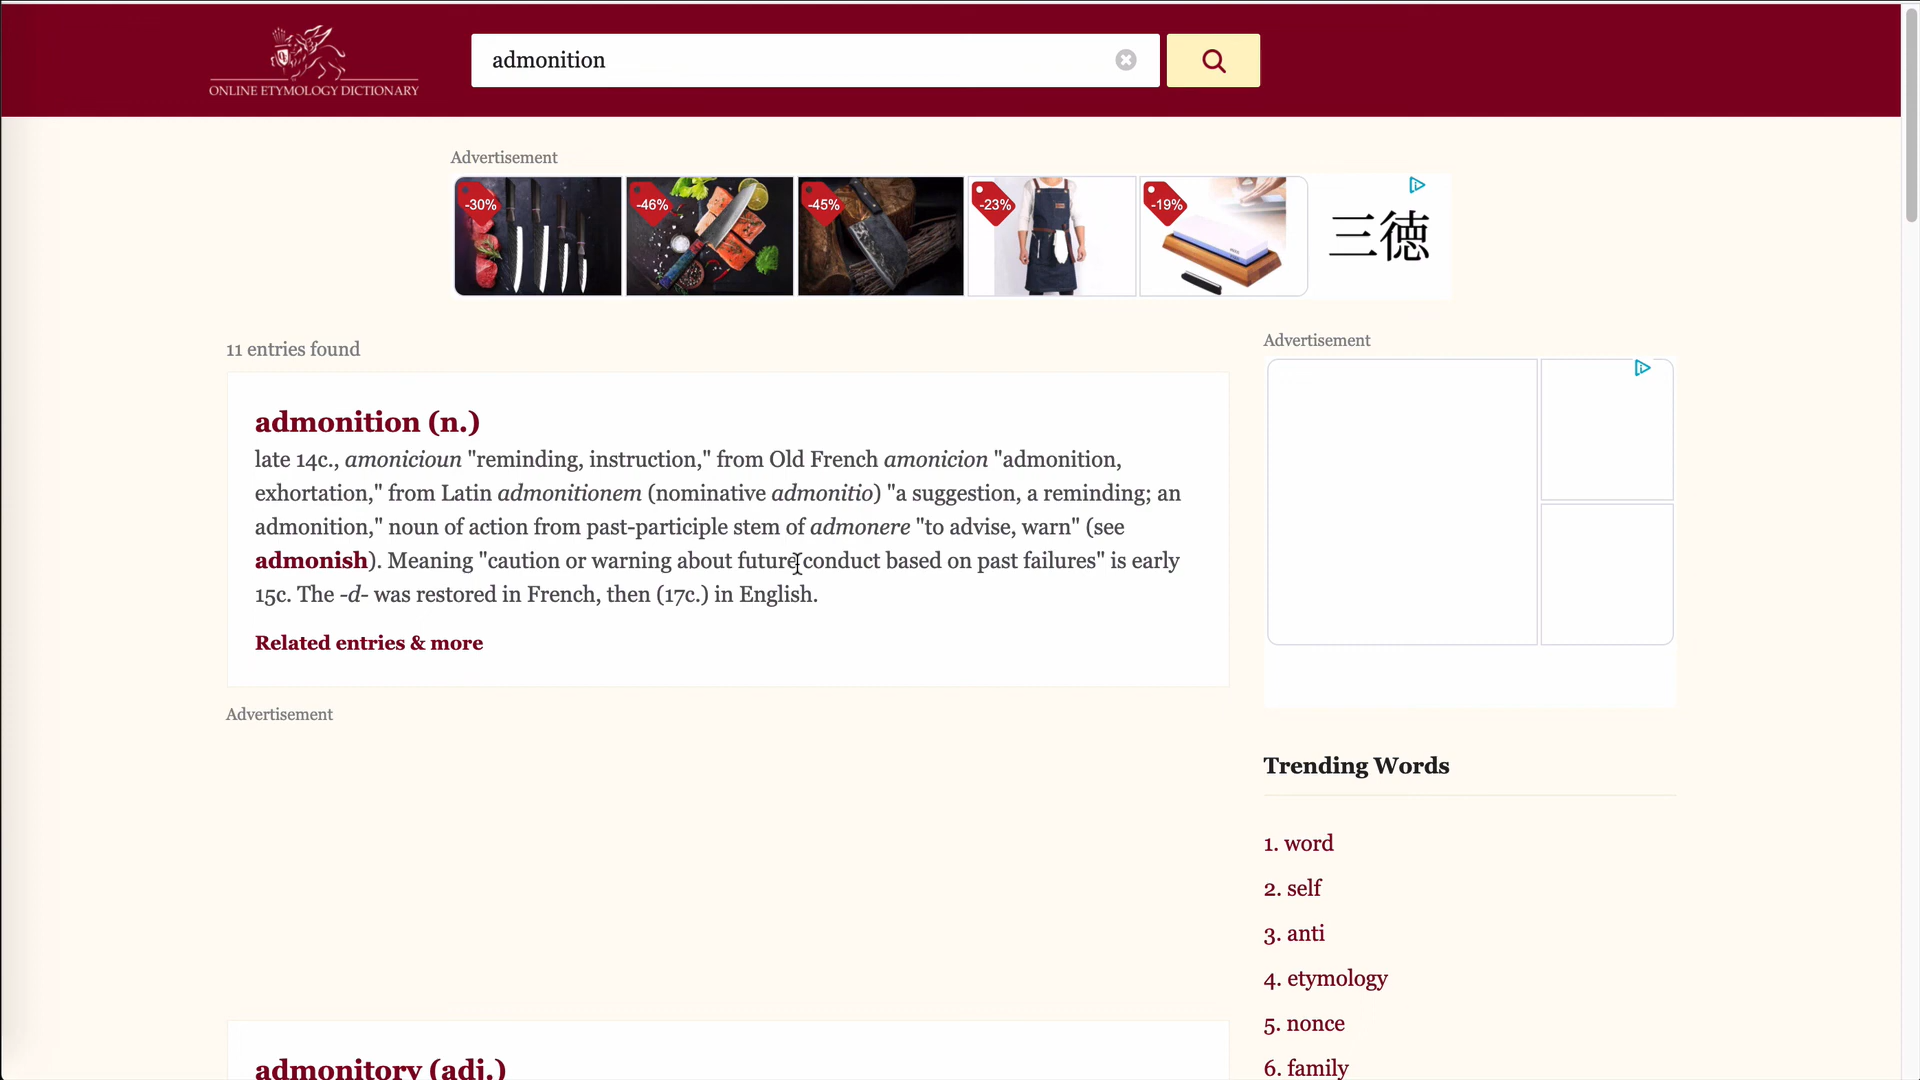 ONLINE ETYMOLOGY DICTIONARY
admonition
Advertisement
-30%
-46%
-45%
-23%
-19%
三徳
11 entries found
admonition (n.)
late 14c., amonicioun "reminding, instruction," from Old French amonicion "admonition,
exhortation," from Latin admonitionem (nominative admonitio) "a suggestion, a reminding; an
admonition," noun of action from past-participle stem of admonere "to advise, warn" (see
admonish). Meaning "caution or warning about future conduct based on past failures" is early
15c. The -d- was restored in French, then (17c.) in English.
Related entries & more
Advertisement
admonitory (adj.)
Advertisement
Trending Words
1. word
2. self
3. anti
4. etymology
5. nonce
6. family